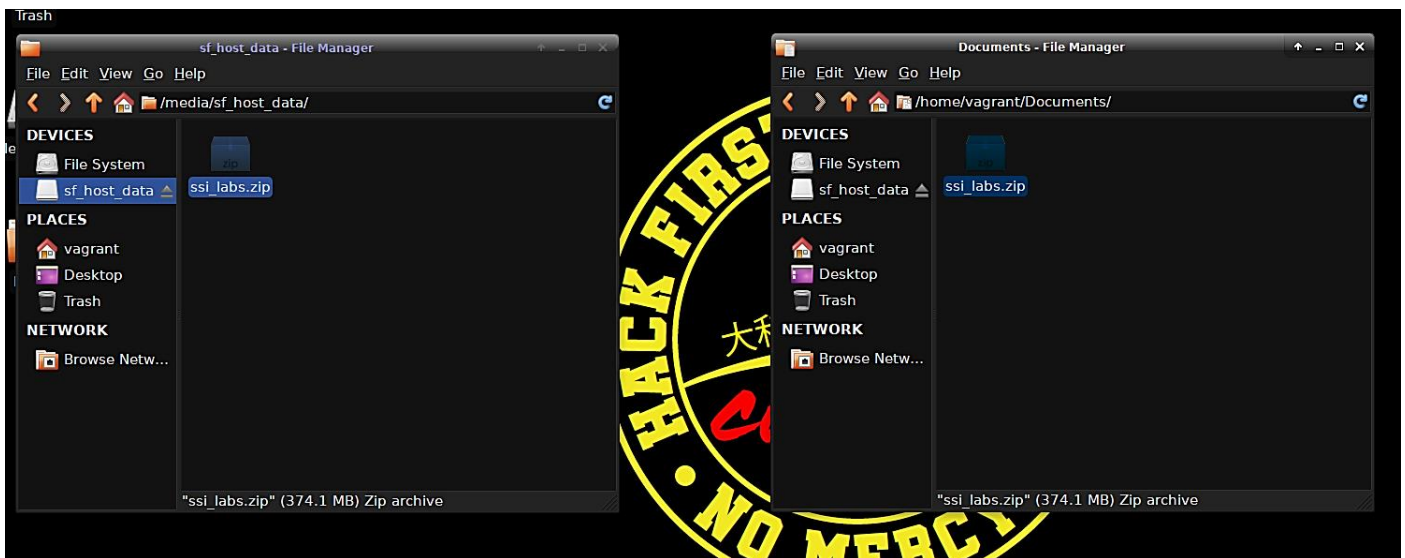 Trash
sf_host_data - File Manager
File Edit View Go Help
/media/sf_host_data/
DEVICES
File System
sf_host_data
PLACES
vagrant
Desktop
Trash
NETWORK
Browse Netw...
zip
ssi_labs.zip
"ssi_labs.zip" (374.1 MB) Zip archive
Documents - File Manager
File Edit View Go Help
/home/vagrant/Documents/
DEVICES
File System
sf_host_data
PLACES
vagrant
Desktop
Trash
NETWORK
Browse Netw...
zip
ssi_labs.zip
"ssi_labs.zip" (374.1 MB) Zip archive
HACK FIRST
大
NO MERCY